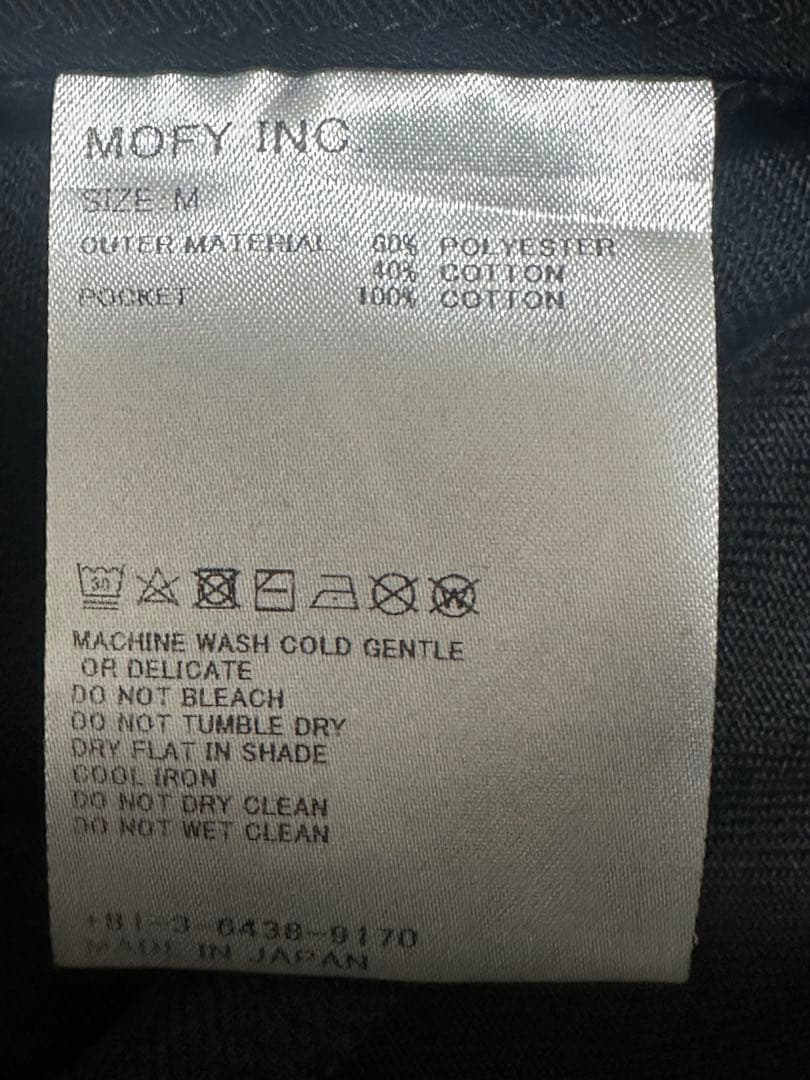 MOFY INC.
SIZE M
OUTER MATERIAL 60% POLYESTER
40% COTTON
POCKET 100% COTTON
30
W
MACHINE WASH COLD GENTLE
OR DELICATE
DO NOT BLEACH
DO NOT TUMBLE DRY
DRY FLAT IN SHADE
COOL IRON
DO NOT DRY CLEAN
DO NOT WET CLEAN
+81-3-6438-9170
MADE IN JAPAN